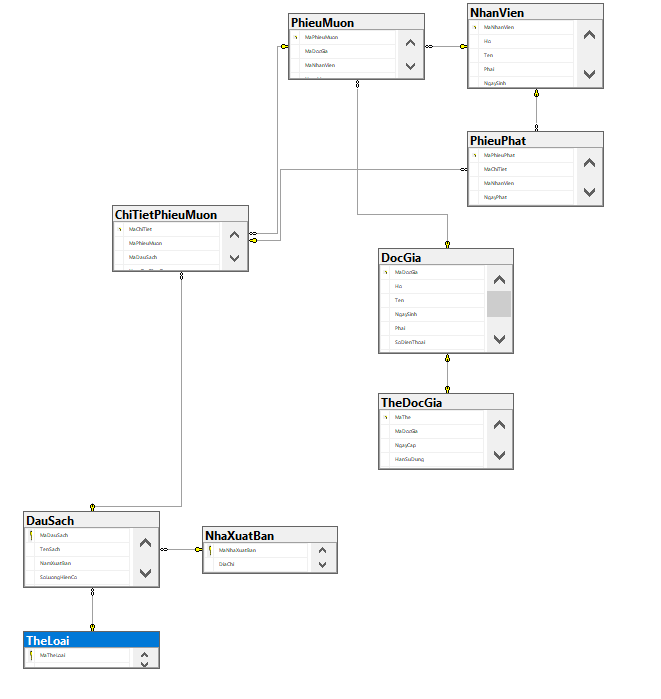 PhieuMuon
MaPhieuMuon
MaDocGia
MaNhanVien
NhanVien
MaNhanVien
Ho
Ten
Phai
NgaySinh
PhieuPhat
MaPhieuPhat
MaChiTiet
MaNhanVien
NgayPhat
ChiTietPhieuMuon
MaChiTiet
MaPhieuMuon
MaDauSach
DocGia
MaDocGia
Ho
Ten
NgaySinh
Phai
SoDienThoai
TheDocGia
MaThe
MaDocGia
NgayCap
HanSuDung
DauSach
MaDauSach
TenSach
NamXuatBan
SoLuongHienCo
NhaXuatBan
MaNhaXuatBan
DiaChi
TheLoai
MaTheLoai